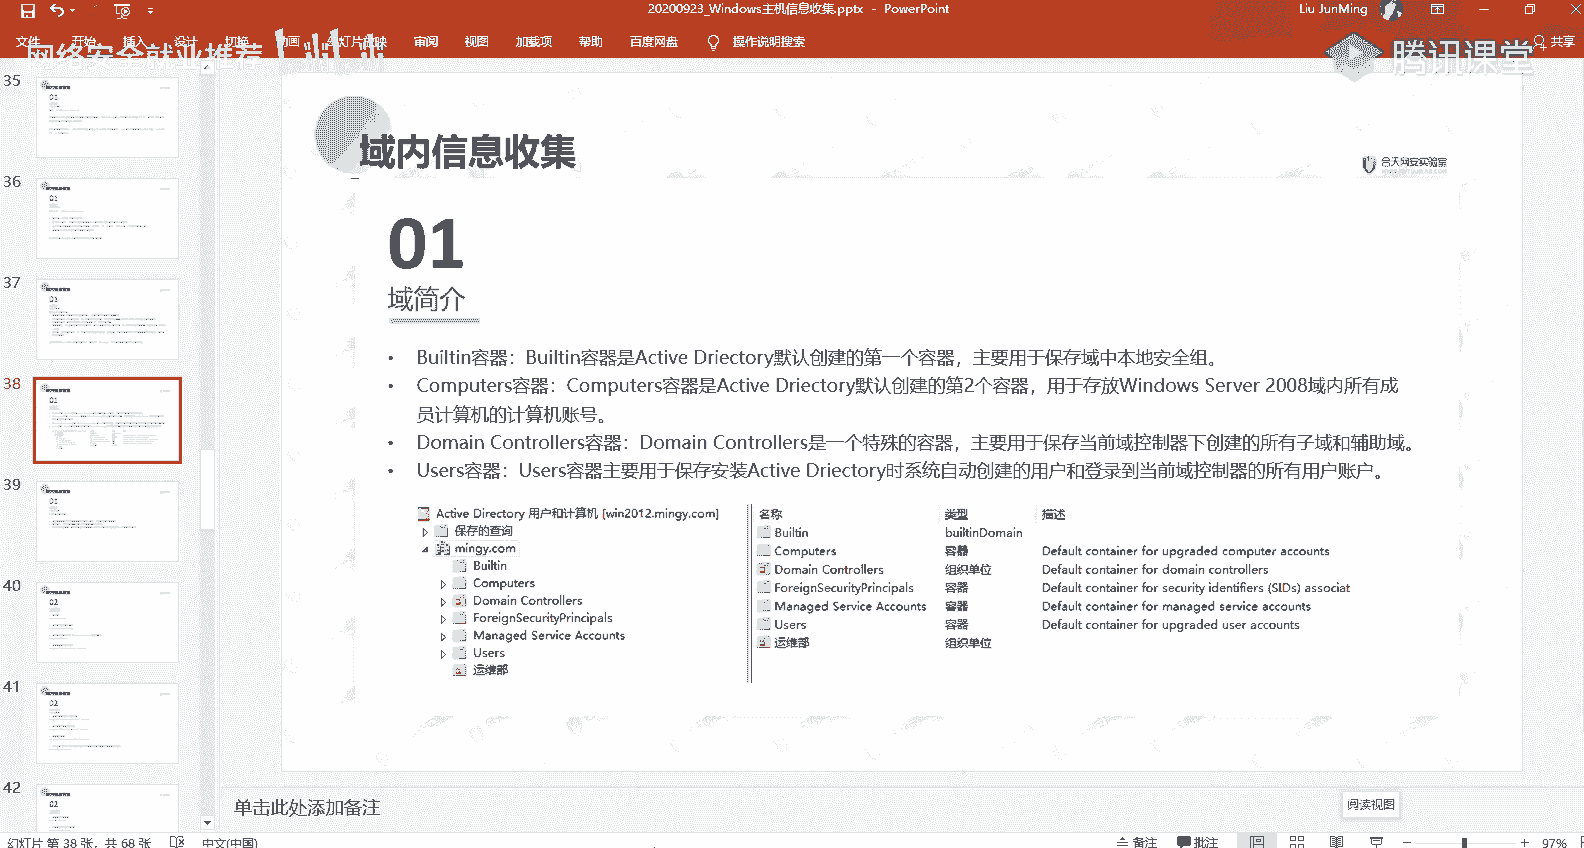 20200923_Windows主机信息收集.pptx - PowerPoint
Liu JunMing
文件 开始 插入 设计 切换 动画 幻灯片放映 审阅 视图 加载项 帮助 百度网盘 操作说明搜索 共享
网络安全就业推荐
腾讯课堂
35
36
37
38
39
40
41
42
域内信息收集
合天网安实验室
01
域简介
• Builtin容器：Builtin容器是Active Driectory默认创建的第一个容器，主要用于保存域中本地安全组。
• Computers容器：Computers容器是Active Driectory默认创建的第2个容器，用于存放Windows Server 2008域内所有成
员计算机的计算机账号。
• Domain Controllers容器：Domain Controllers是一个特殊的容器，主要用于保存当前域控制器下创建的所有子域和辅助域。
• Users容器：Users容器主要用于保存安装Active Driectory时系统自动创建的用户和登录到当前域控制器的所有用户账户。
Active Directory 用户和计算机 [win2012.mingy.com]
保存的查询
mingy.com
Builtin
Computers
Domain Controllers
ForeignSecurityPrincipals
Managed Service Accounts
Users
运维部
名称 类型 描述
Builtin builtinDomain
Computers 容器 Default container for upgraded computer accounts
Domain Controllers 组织单位 Default container for domain controllers
ForeignSecurityPrincipals 容器 Default container for security identifiers (SIDs) associat
Managed Service Accounts 容器 Default container for managed service accounts
Users 容器 Default container for upgraded user accounts
运维部 组织单位
单击此处添加备注
阅读视图
幻灯片 第 38 张，共 68 张 中文(中国) 备注 批注 97%